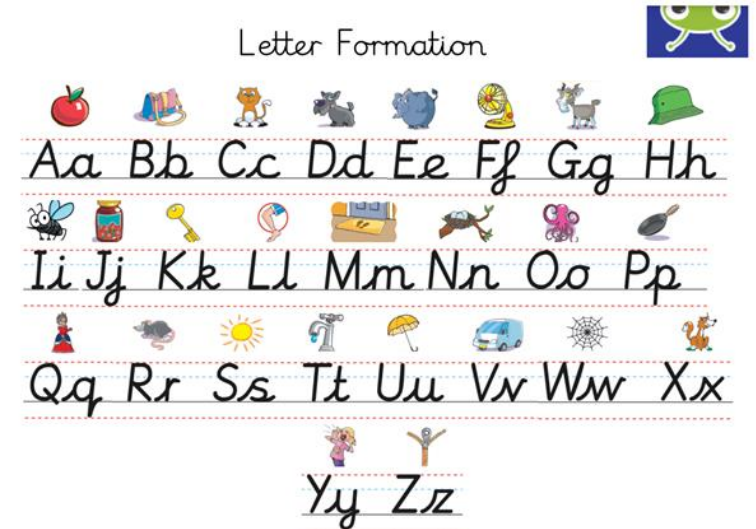 Letter Formation
Aa Bb Cc Dd Ee Ff Gg Hh
Ii Jj Kk Ll Mm Nn Oo Pp
Qq Rr Ss Tt Uu Vv Ww Xx
Yy Zz